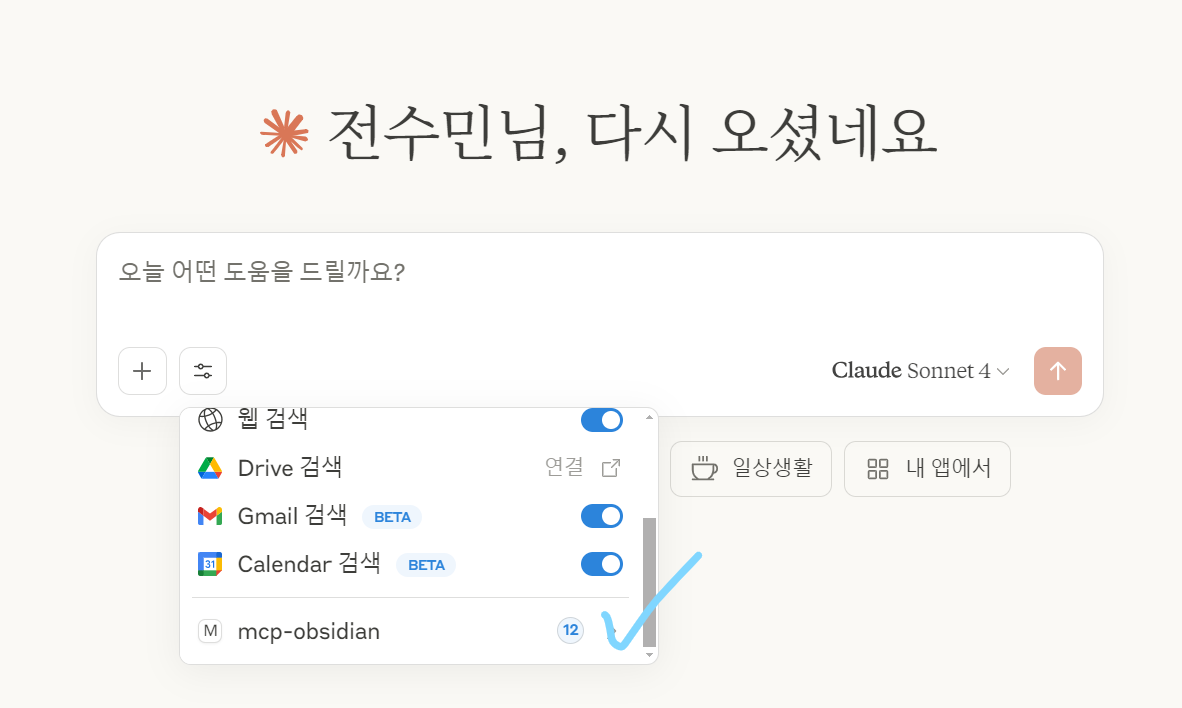 전수민님, 다시 오셨네요
오늘 어떤 도움을 드릴까요?
Claude Sonnet 4
웹 검색
Drive 검색 연결
Gmail 검색 BETA
31 Calendar 검색 BETA
M mcp-obsidian 12
일상생활
내 앱에서